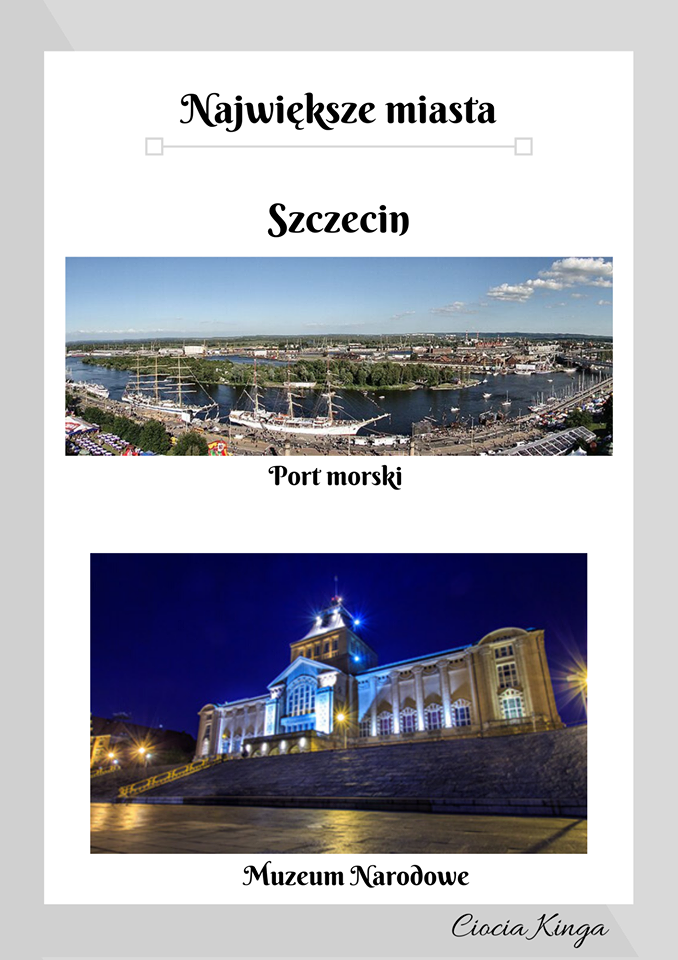 Największe miasta
Szczecin
Port morski
Muzeum Narodowe
Ciocia Kinga